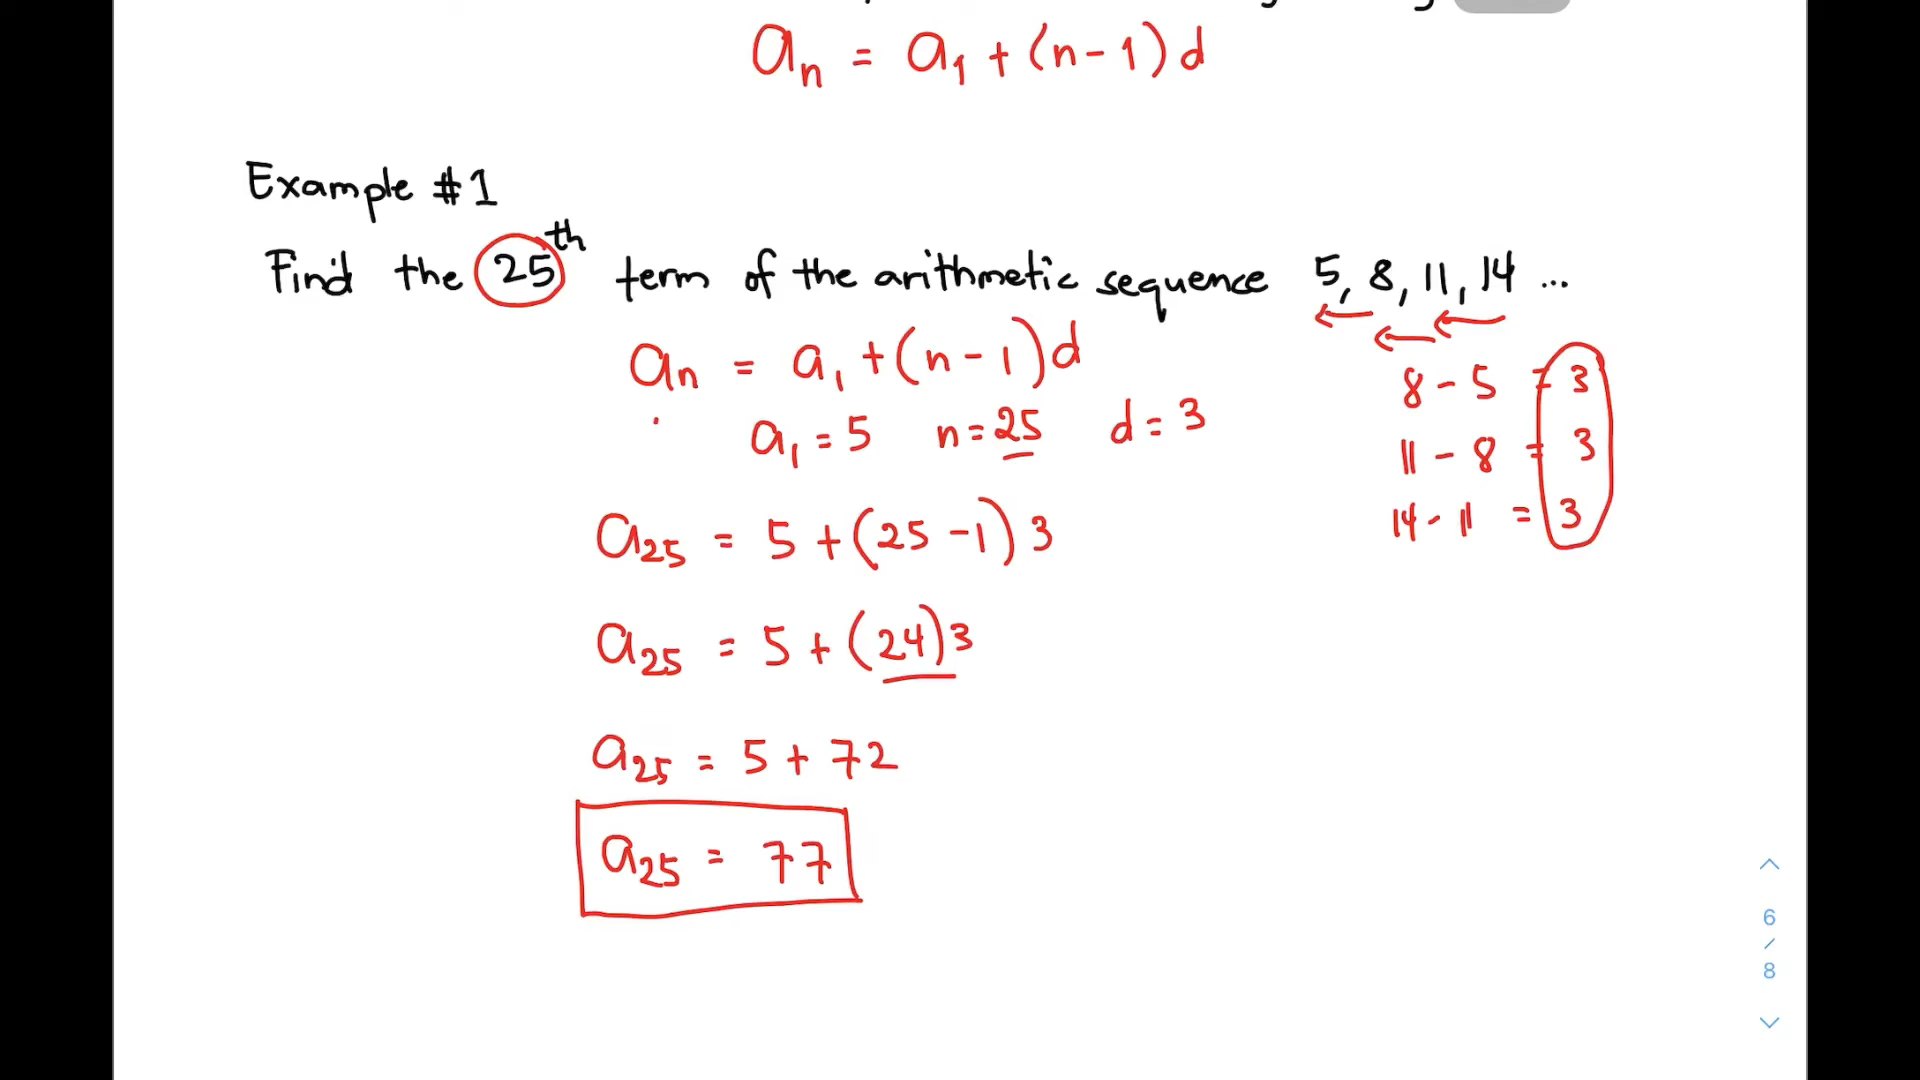 an = a1 + (n-1) d
Example #1
Find the 25th term of the arithmetic sequence 5, 8, 11, 14 ...
an = a1 + (n-1) d
8 - 5 = 3
a1 = 5 n = 25 d = 3
11 - 8 = 3
14 - 11 = 3
a25 = 5 + (25 -1) 3
a25 = 5 + (24) 3
a25 = 5 + 72
a25 = 77
6
/
8